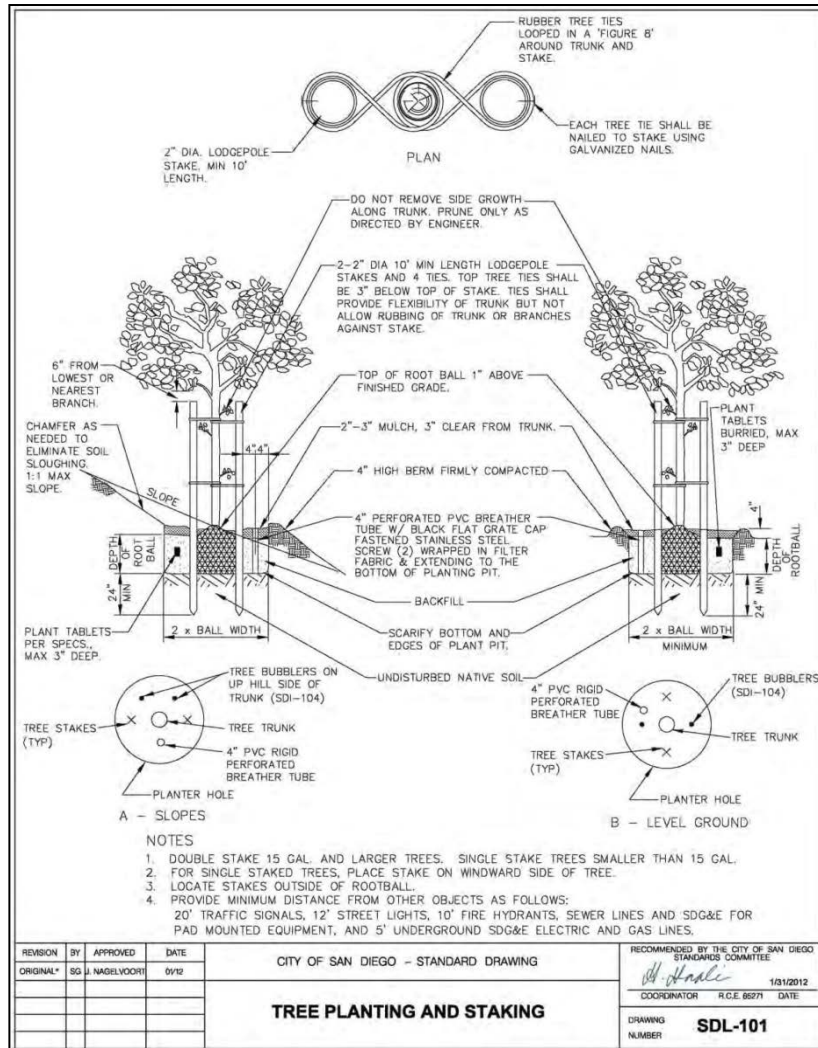 RUBBER TREE TIES
LOOPED IN A 'FIGURE 8'
AROUND TRUNK AND
STAKE.
EACH TREE TIE SHALL BE
NAILED TO STAKE USING
GALVANIZED NAILS.
2" DIA. LODGEPOLE
STAKE, MIN 10'
LENGTH.
PLAN
DO NOT REMOVE SIDE GROWTH
ALONG TRUNK. PRUNE ONLY AS
DIRECTED BY ENGINEER.
2-2" DIA 10' MIN LENGTH LODGEPOLE
STAKES AND 4 TIES. TOP TREE TIES SHALL
BE 3" BELOW TOP OF STAKE. TIES SHALL
PROVIDE FLEXIBILITY OF TRUNK BUT NOT
ALLOW RUBBING OF TRUNK OR BRANCHES
AGAINST STAKE.
6" FROM
LOWEST OR
NEAREST
BRANCH.
TOP OF ROOT BALL 1" ABOVE
FINISHED GRADE.
PLANT
TABLETS
BURRIED, MAX
3" DEEP
CHAMFER AS
NEEDED TO
ELIMINATE SOIL
SLOUGHING.
1:1 MAX
SLOPE.
SLOPE
4"
4"
2"-3" MULCH, 3" CLEAR FROM TRUNK.
4" HIGH BERM FIRMLY COMPACTED
4" PERFORATED PVC BREATHER
TUBE W/ BLACK FLAT GRATE CAP
FASTENED STAINLESS STEEL
SCREW (2) WRAPPED IN FILTER
FABRIC & EXTENDING TO THE
BOTTOM OF PLANTING PIT.
4"
DEPTH
OF ROOT
BALL
24" MIN
DEPTH
OF
ROOTBALL
24" MIN
BACKFILL
PLANT TABLETS
PER SPECS.,
MAX 3" DEEP.
2 x BALL WIDTH
SCARIFY BOTTOM AND
EDGES OF PLANT PIT.
2 x BALL WIDTH
MINIMUM
UNDISTURBED NATIVE SOIL
TREE BUBBLERS ON
UP HILL SIDE OF
TRUNK (SDI-104)
TREE STAKES
(TYP)
TREE TRUNK
4" PVC RIGID
PERFORATED
BREATHER TUBE
PLANTER HOLE
A - SLOPES
4" PVC RIGID
PERFORATED
BREATHER TUBE
TREE BUBBLERS
(SDI-104)
TREE TRUNK
TREE STAKES
(TYP)
PLANTER HOLE
B - LEVEL GROUND
NOTES
1. DOUBLE STAKE 15 GAL. AND LARGER TREES. SINGLE STAKE TREES SMALLER THAN 15 GAL.
2. FOR SINGLE STAKED TREES, PLACE STAKE ON WINDWARD SIDE OF TREE.
3. LOCATE STAKES OUTSIDE OF ROOTBALL.
4. PROVIDE MINIMUM DISTANCE FROM OTHER OBJECTS AS FOLLOWS:
20' TRAFFIC SIGNALS, 12' STREET LIGHTS, 10' FIRE HYDRANTS, SEWER LINES AND SDG&E FOR
PAD MOUNTED EQUIPMENT, AND 5' UNDERGROUND SDG&E ELECTRIC AND GAS LINES.
REVISION BY APPROVED DATE
ORIGINAL* SG J. NAGELVOORT 01/12
CITY OF SAN DIEGO - STANDARD DRAWING
TREE PLANTING AND STAKING
RECOMMENDED BY THE CITY OF SAN DIEGO
STANDARDS COMMITTEE
1/31/2012
COORDINATOR R.C.E. 65271 DATE
DRAWING
NUMBER SDL-101